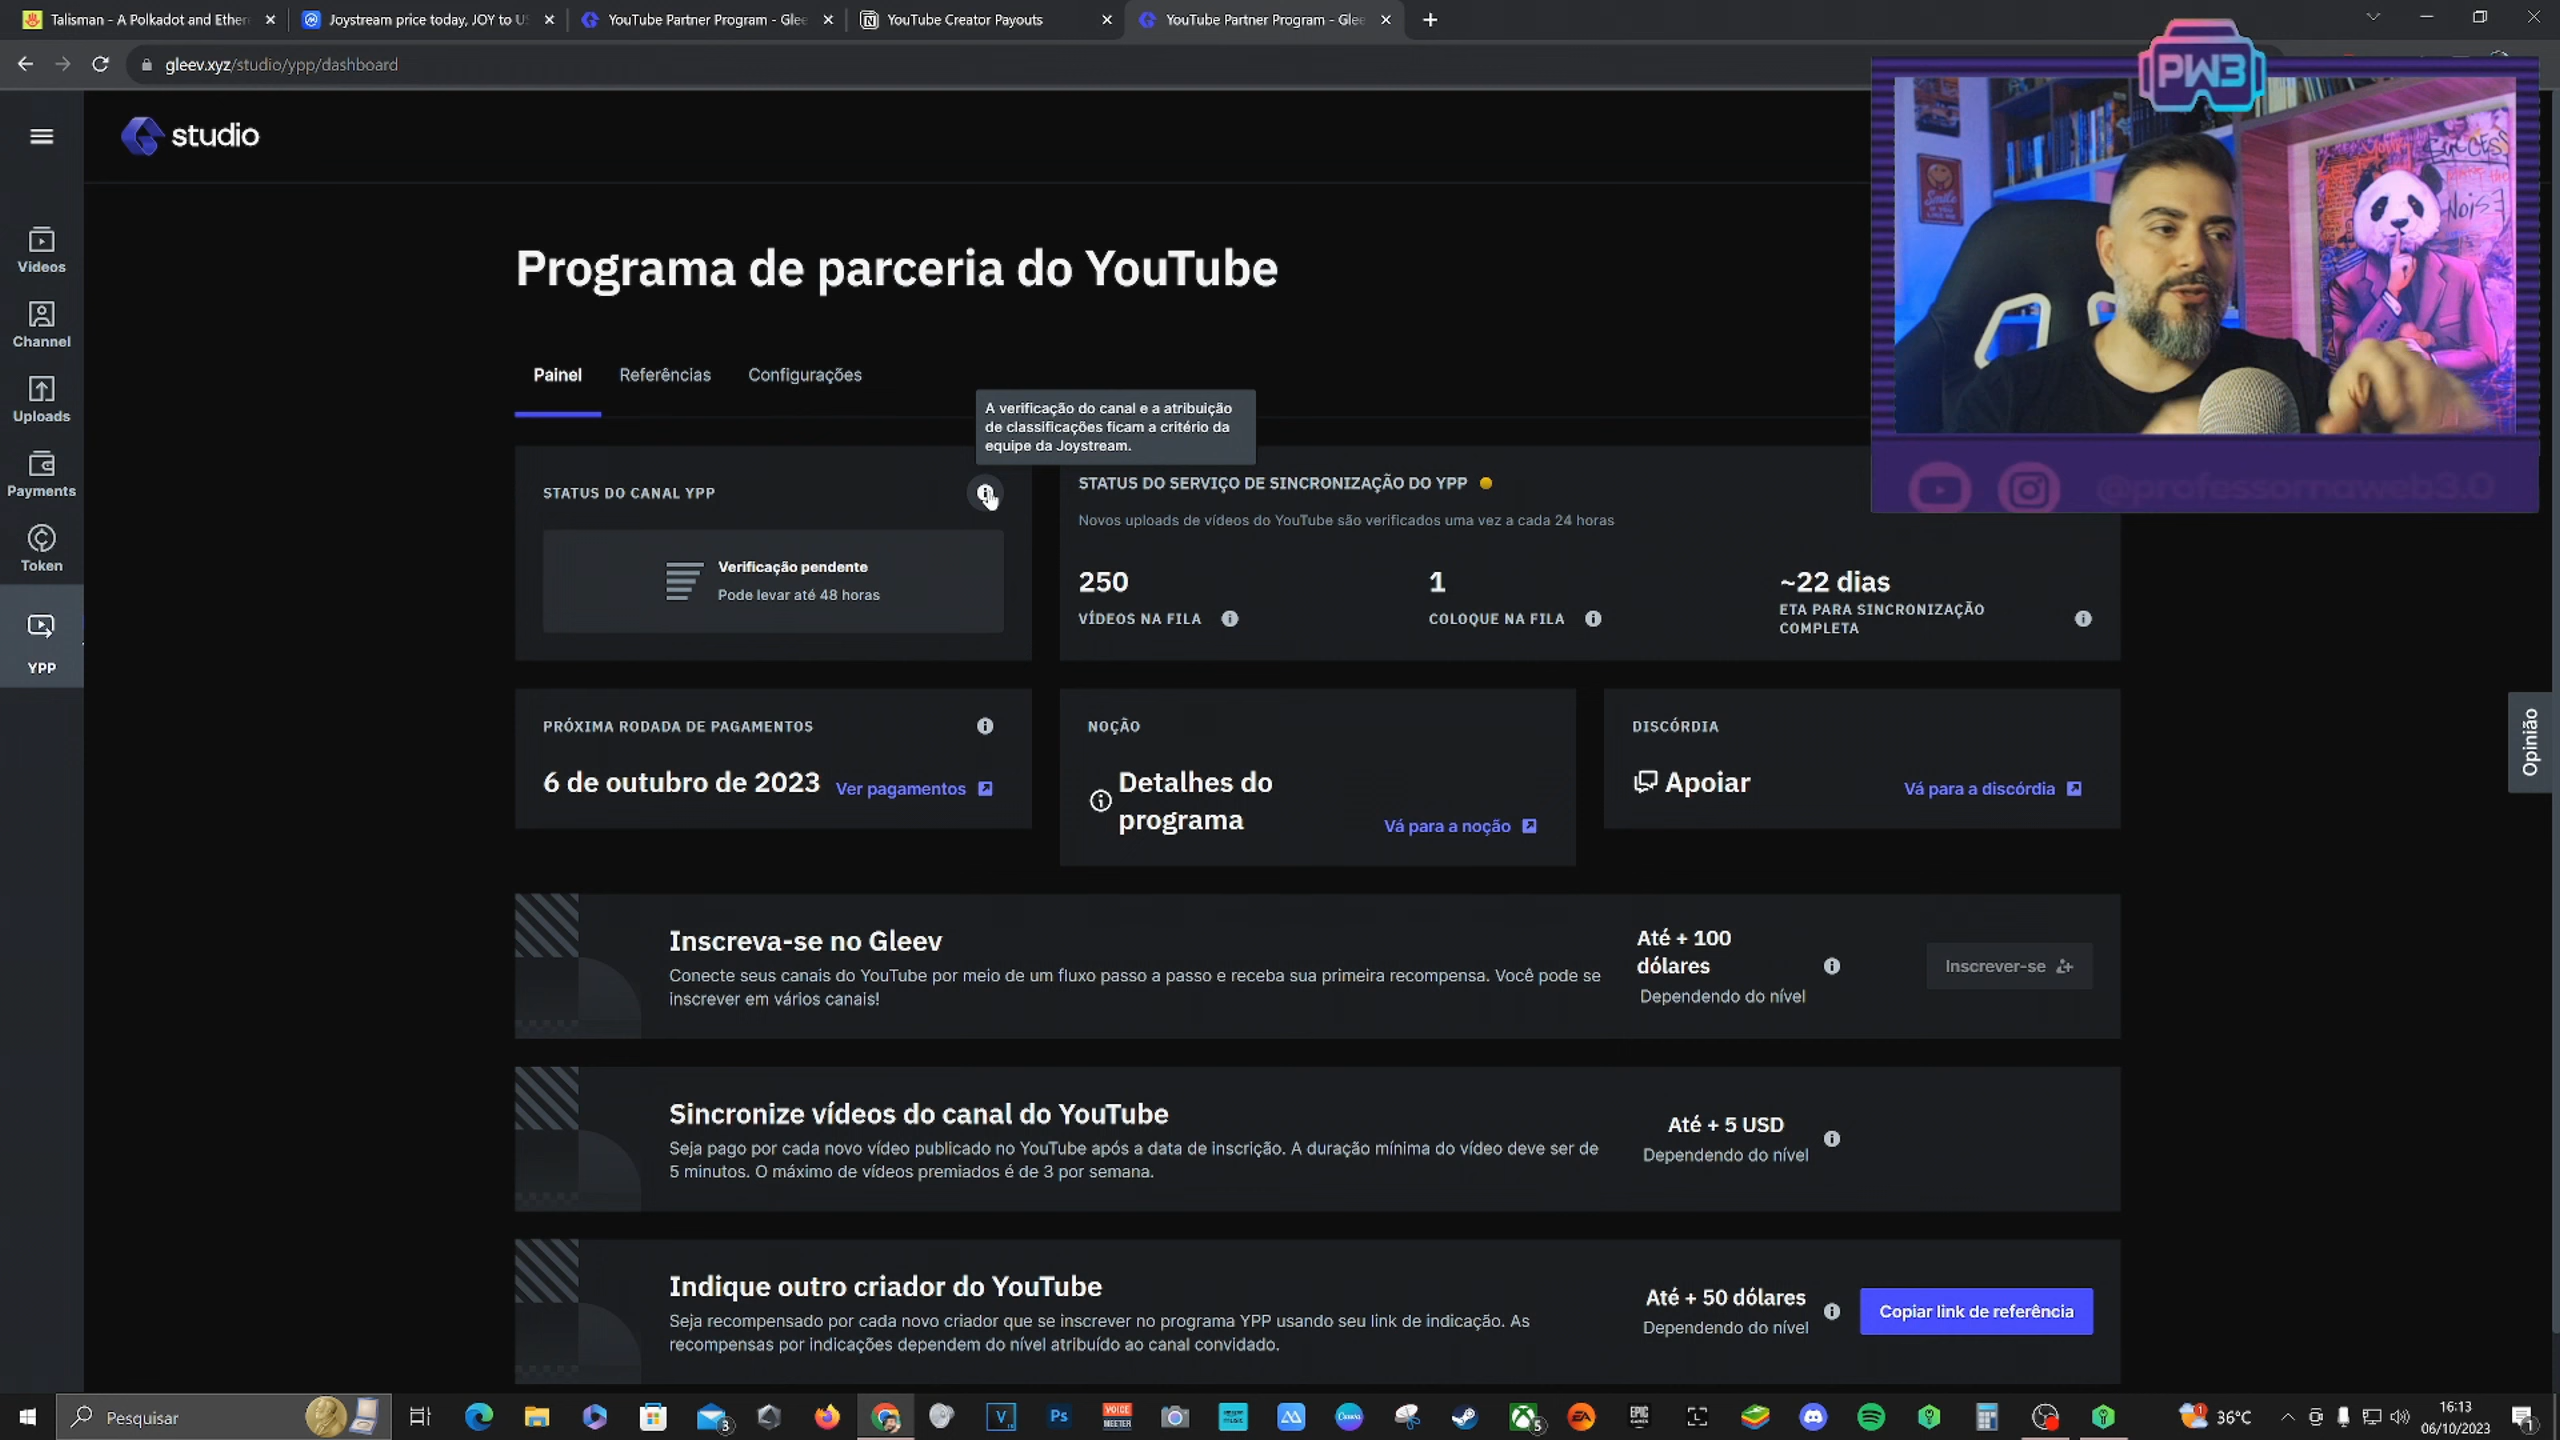 Talisman - A Polkadot and Ether
Joystream price today, JOY to US
YouTube Partner Program - Glee
YouTube Creator Payouts
YouTube Partner Program - Glee
gleev.xyz/studio/ypp/dashboard
PW3
studio
Videos
Channel
Uploads
Payments
Token
YPP
Programa de parceria do YouTube
Painel
Referências
Configurações
A verificação do canal e a atribuição
de classificações ficam a critério da
equipe da Joystream.
STATUS DO CANAL YPP
Verificação pendente
Pode levar até 48 horas
STATUS DO SERVIÇO DE SINCRONIZAÇÃO DO YPP
Novos uploads de vídeos do YouTube são verificados uma vez a cada 24 horas
250
VÍDEOS NA FILA
1
COLOQUE NA FILA
~22 dias
ETA PARA SINCRONIZAÇÃO
COMPLETA
@professornaweb3.0
PRÓXIMA RODADA DE PAGAMENTOS
6 de outubro de 2023
Ver pagamentos
NOÇÃO
Detalhes do
programa
Vá para a noção
DISCÓRDIA
Apoiar
Vá para a discórdia
Opinião
Inscreva-se no Gleev
Conecte seus canais do YouTube por meio de um fluxo passo a passo e receba sua primeira recompensa. Você pode se
inscrever em vários canais!
Até + 100
dólares
Dependendo do nível
Inscrever-se
Sincronize vídeos do canal do YouTube
Seja pago por cada novo vídeo publicado no YouTube após a data de inscrição. A duração mínima do vídeo deve ser de
5 minutos. O máximo de vídeos premiados é de 3 por semana.
Até + 5 USD
Dependendo do nível
Indique outro criador do YouTube
Seja recompensado por cada novo criador que se inscrever no programa YPP usando seu link de indicação. As
recompensas por indicações dependem do nível atribuído ao canal convidado.
Até + 50 dólares
Dependendo do nível
Copiar link de referência
Pesquisar
3
Ps
VOICE
MEETER
Canva
5
EA
EPIC
1
36°C
16:13
06/10/2023
1